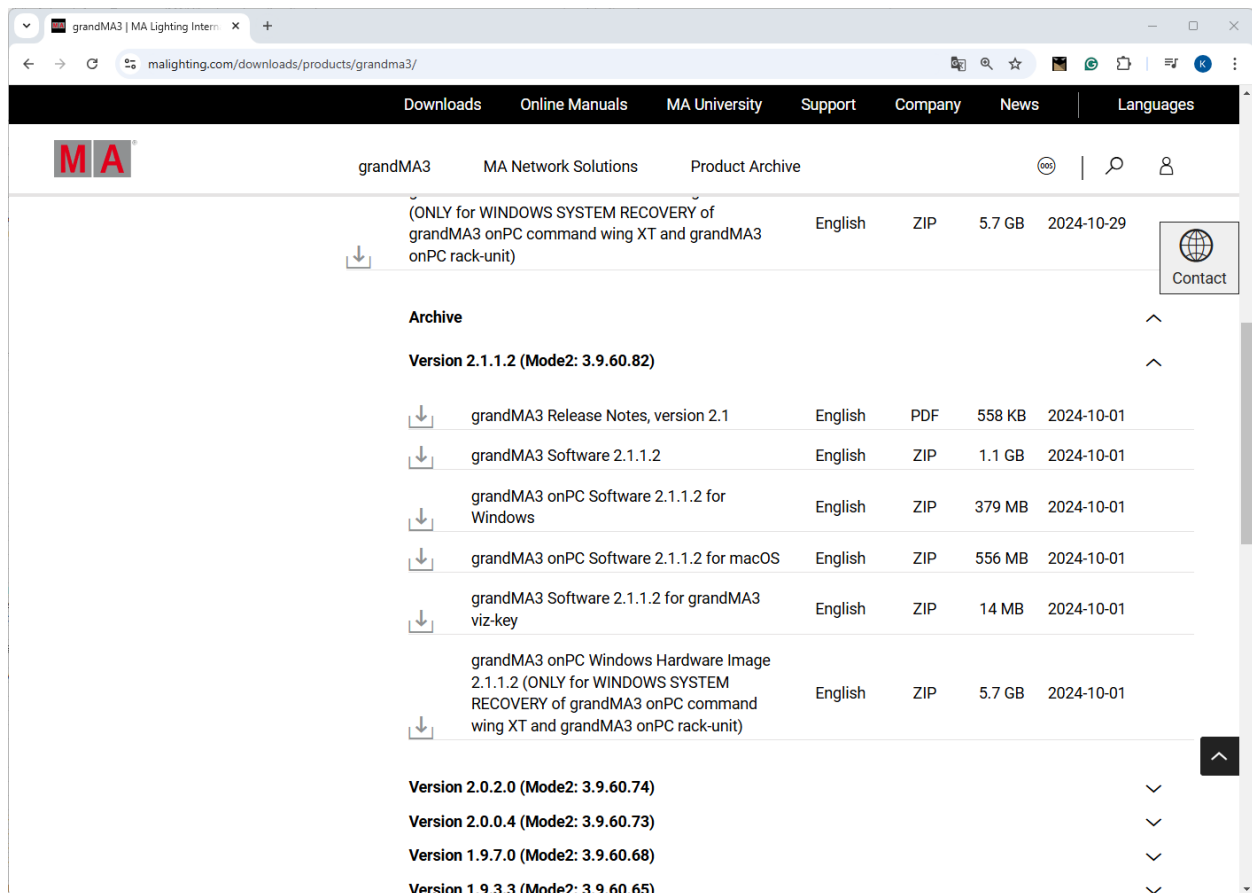 grandMA3 | MA Lighting Intern
malighting.com/downloads/products/grandma3/
K
Downloads Online Manuals MA University Support Company News Languages
MA® grandMA3 MA Network Solutions Product Archive
(ONLY for WINDOWS SYSTEM RECOVERY of
grandMA3 onPC command wing XT and grandMA3
onPC rack-unit)
English ZIP 5.7 GB 2024-10-29
Contact
Archive
Version 2.1.1.2 (Mode2: 3.9.60.82)
grandMA3 Release Notes, version 2.1 English PDF 558 KB 2024-10-01
grandMA3 Software 2.1.1.2 English ZIP 1.1 GB 2024-10-01
grandMA3 onPC Software 2.1.1.2 for
Windows
English ZIP 379 MB 2024-10-01
grandMA3 onPC Software 2.1.1.2 for macOS English ZIP 556 MB 2024-10-01
grandMA3 Software 2.1.1.2 for grandMA3
viz-key
English ZIP 14 MB 2024-10-01
grandMA3 onPC Windows Hardware Image
2.1.1.2 (ONLY for WINDOWS SYSTEM
RECOVERY of grandMA3 onPC command
wing XT and grandMA3 onPC rack-unit)
English ZIP 5.7 GB 2024-10-01
Version 2.0.2.0 (Mode2: 3.9.60.74)
Version 2.0.0.4 (Mode2: 3.9.60.73)
Version 1.9.7.0 (Mode2: 3.9.60.68)
Version 1.9.3.3 (Mode2: 3.9.60.65)